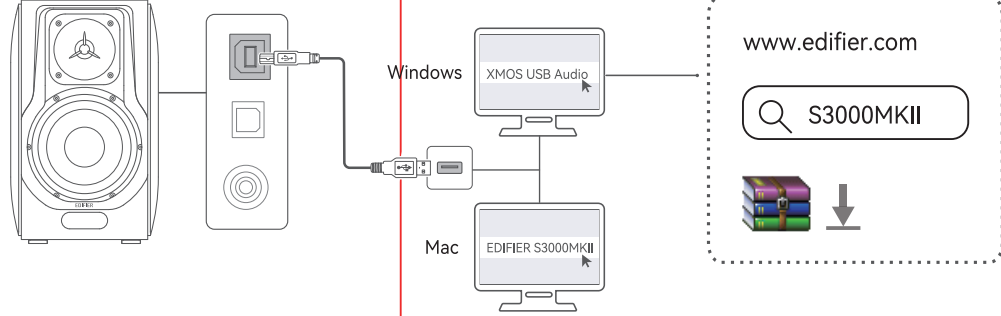 EDIFIER
Windows
XMOS USB Audio
Mac
EDIFIER S3000MKII
www.edifier.com
S3000MKII